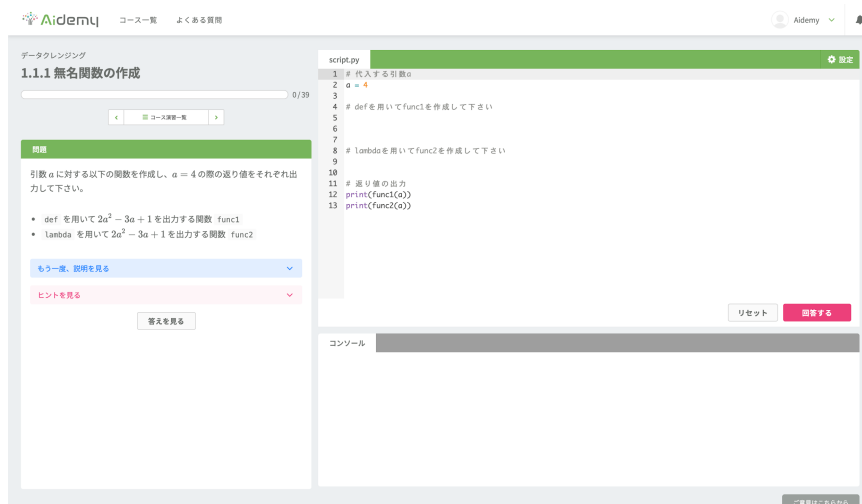 Aidemy コース一覧 よくある質問 Aidemy
データクレンジング
1.1.1 無名関数の作成
0/39
コース演習一覧
問題
引数 a に対する以下の関数を作成し、a = 4 の際の返り値をそれぞれ出
力して下さい。
def を用いて 2a² − 3a + 1 を出力する関数 func1
lambda を用いて 2a² − 3a + 1 を出力する関数 func2
もう一度、説明を見る
ヒントを見る
答えを見る
script.py 設定
1 # 代入する引数a
2 a = 4
3
4 # defを用いてfunc1を作成して下さい
5
6
7
8 # lambdaを用いてfunc2を作成して下さい
9
10
11 # 返り値の出力
12 print(func1(a))
13 print(func2(a))
リセット 回答する
コンソール
ご意見はこちらから